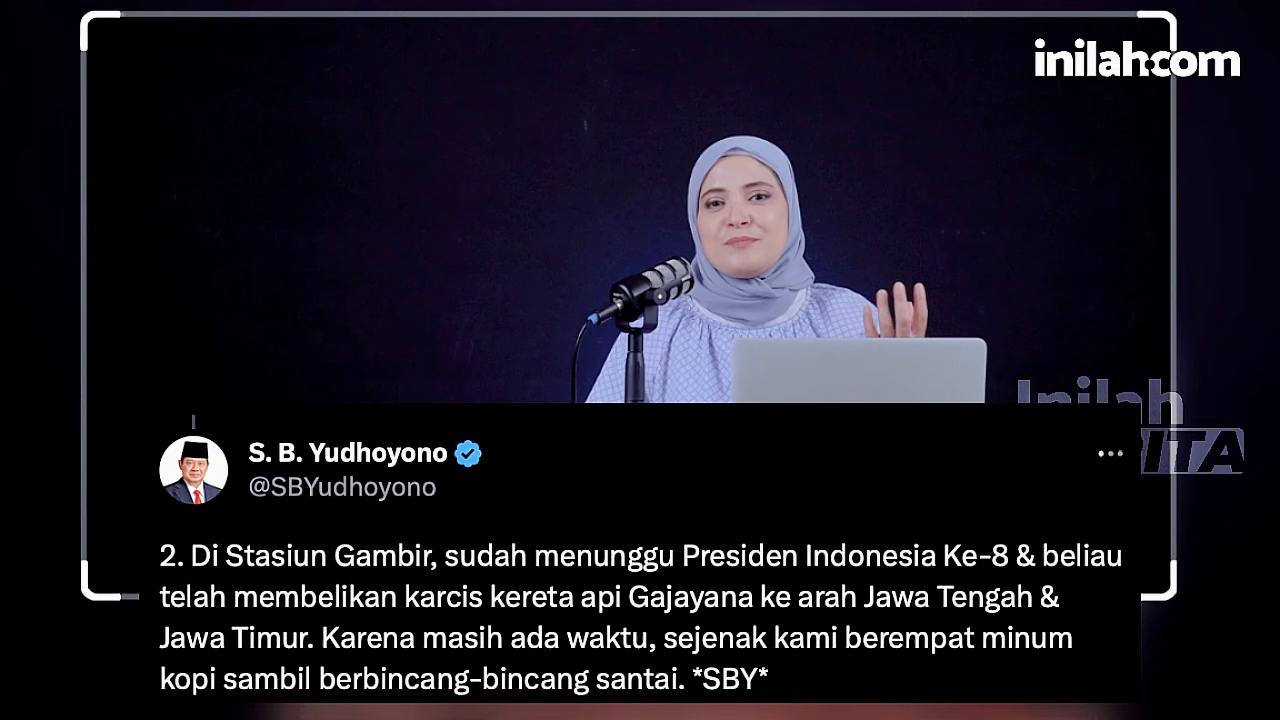 inilah.com
Inilah
ITA
S. B. Yudhoyono
@SBYudhoyono
2. Di Stasiun Gambir, sudah menunggu Presiden Indonesia Ke-8 & beliau
telah membelikan karcis kereta api Gajayana ke arah Jawa Tengah &
Jawa Timur. Karena masih ada waktu, sejenak kami berempat minum
kopi sambil berbincang-bincang santai. *SBY*